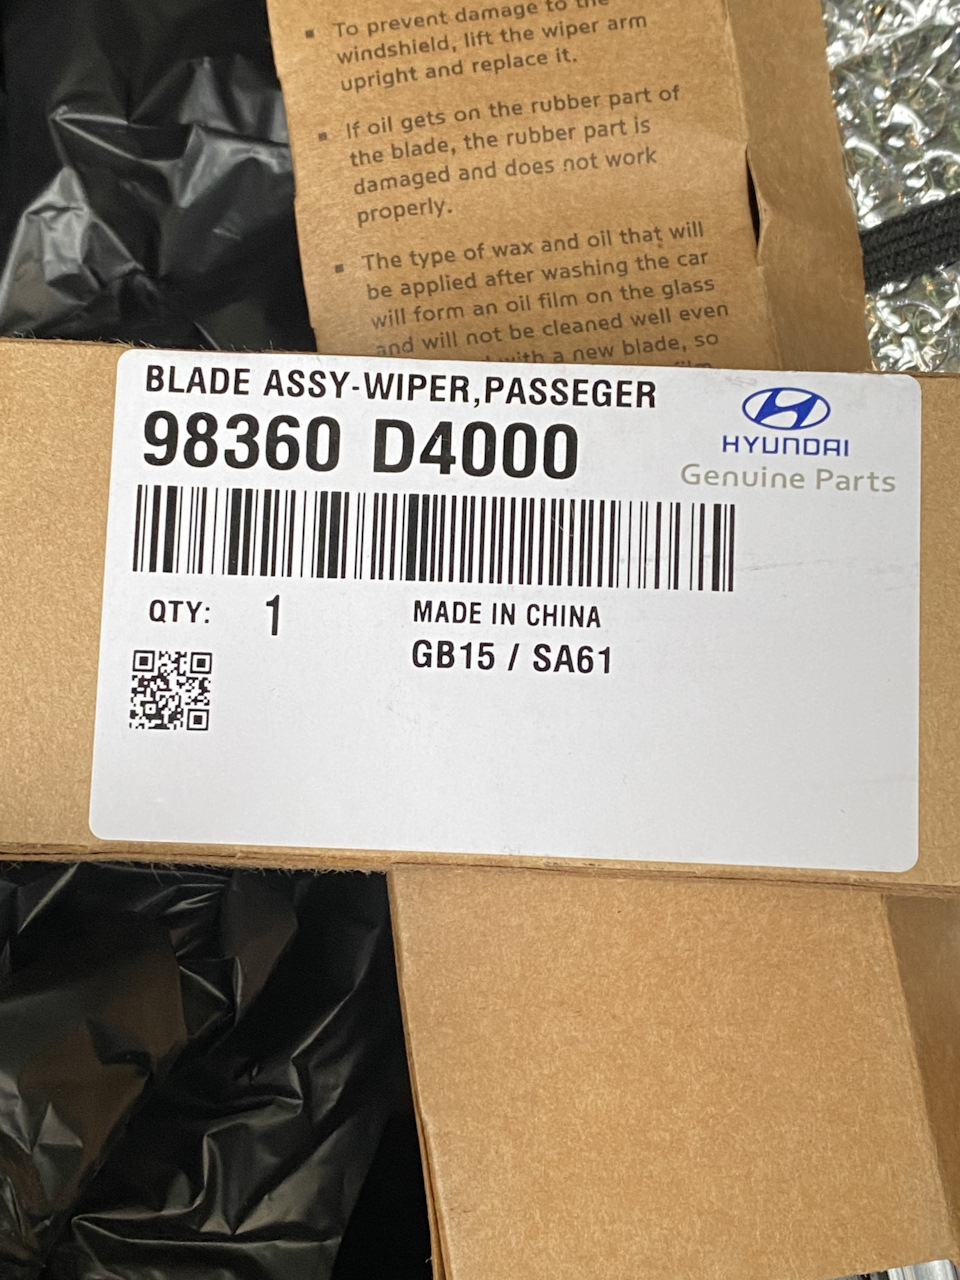 ■ To prevent damage to the
windshield, lift the wiper arm
upright and replace it.
■ If oil gets on the rubber part of
the blade, the rubber part is
damaged and does not work
properly.
■ The type of wax and oil that will
be applied after washing the car
will form an oil film on the glass
and will not be cleaned well even
with a new blade, so
film
BLADE ASSY-WIPER,PASSEGER
98360 D4000
HYUNDAI
Genuine Parts
QTY: 1
MADE IN CHINA
GB15 / SA61